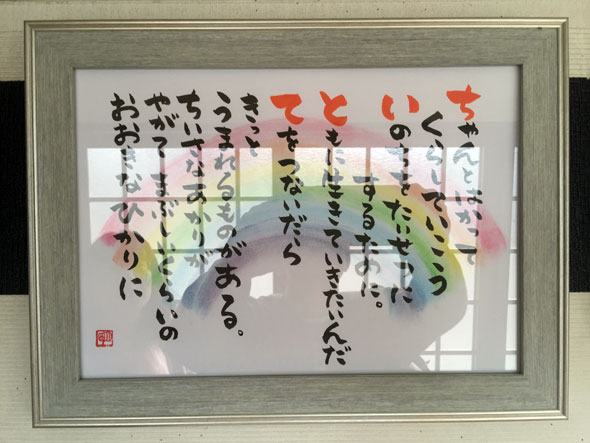 ちゃんとはかって
くらしていこう
いのちをたいせつに
するために。
ともに生きていきたいんだ
てをつないだら
きっと
うまれるものがある。
ちいさなあかりが
やがてまぶしいくらいの
おおきなひかりに